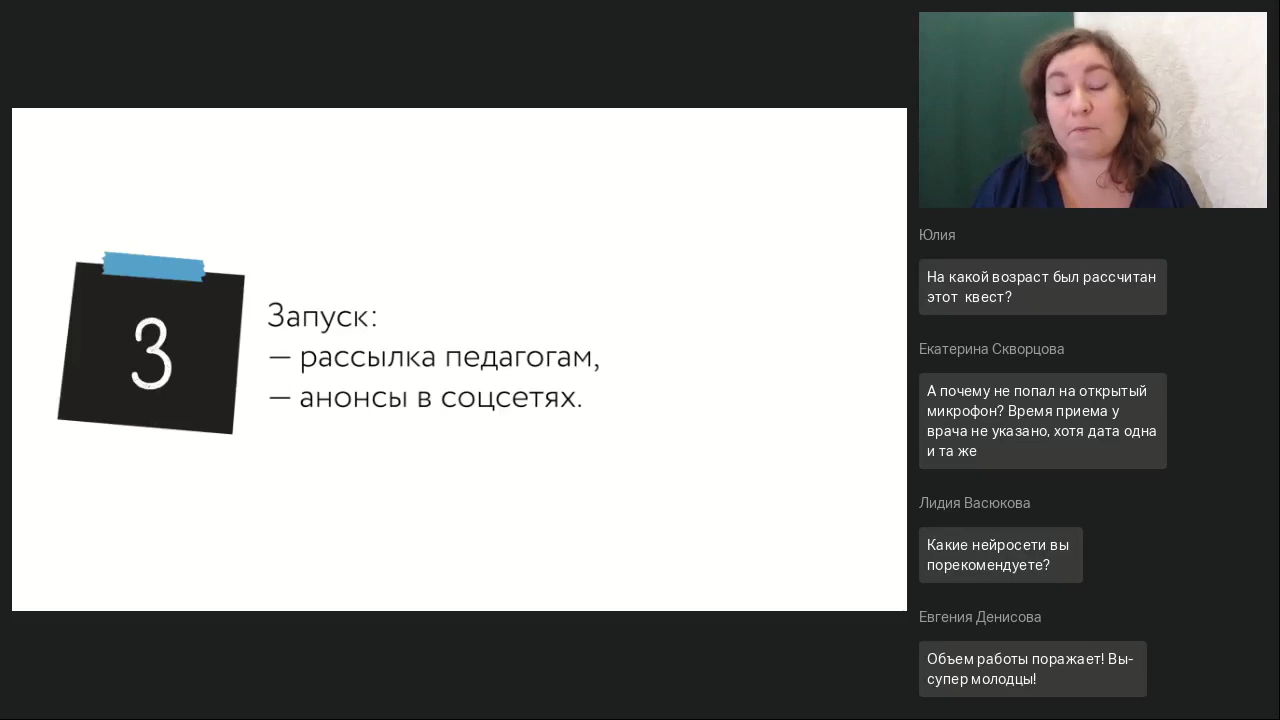 3
Запуск:
— рассылка педагогам,
— анонсы в соцсетях.
Юлия
На какой возраст был рассчитан
этот квест?
Екатерина Скворцова
А почему не попал на открытый
микрофон? Время приема у
врача не указано, хотя дата одна
и та же
Лидия Васюкова
Какие нейросети вы
порекомендуете?
Евгения Денисова
Объем работы поражает! Вы-
супер молодцы!